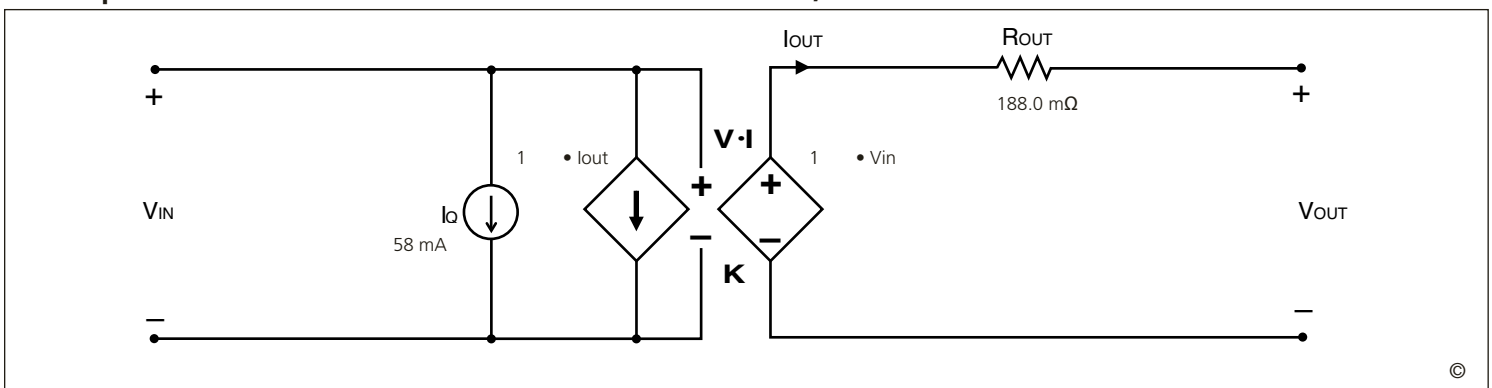 IOUT
ROUT
+
+
188.0 mΩ
V·I
1 • Iout
1 • Vin
+
+
VIN
IQ
VOUT
–
–
58 mA
K
–
–
©